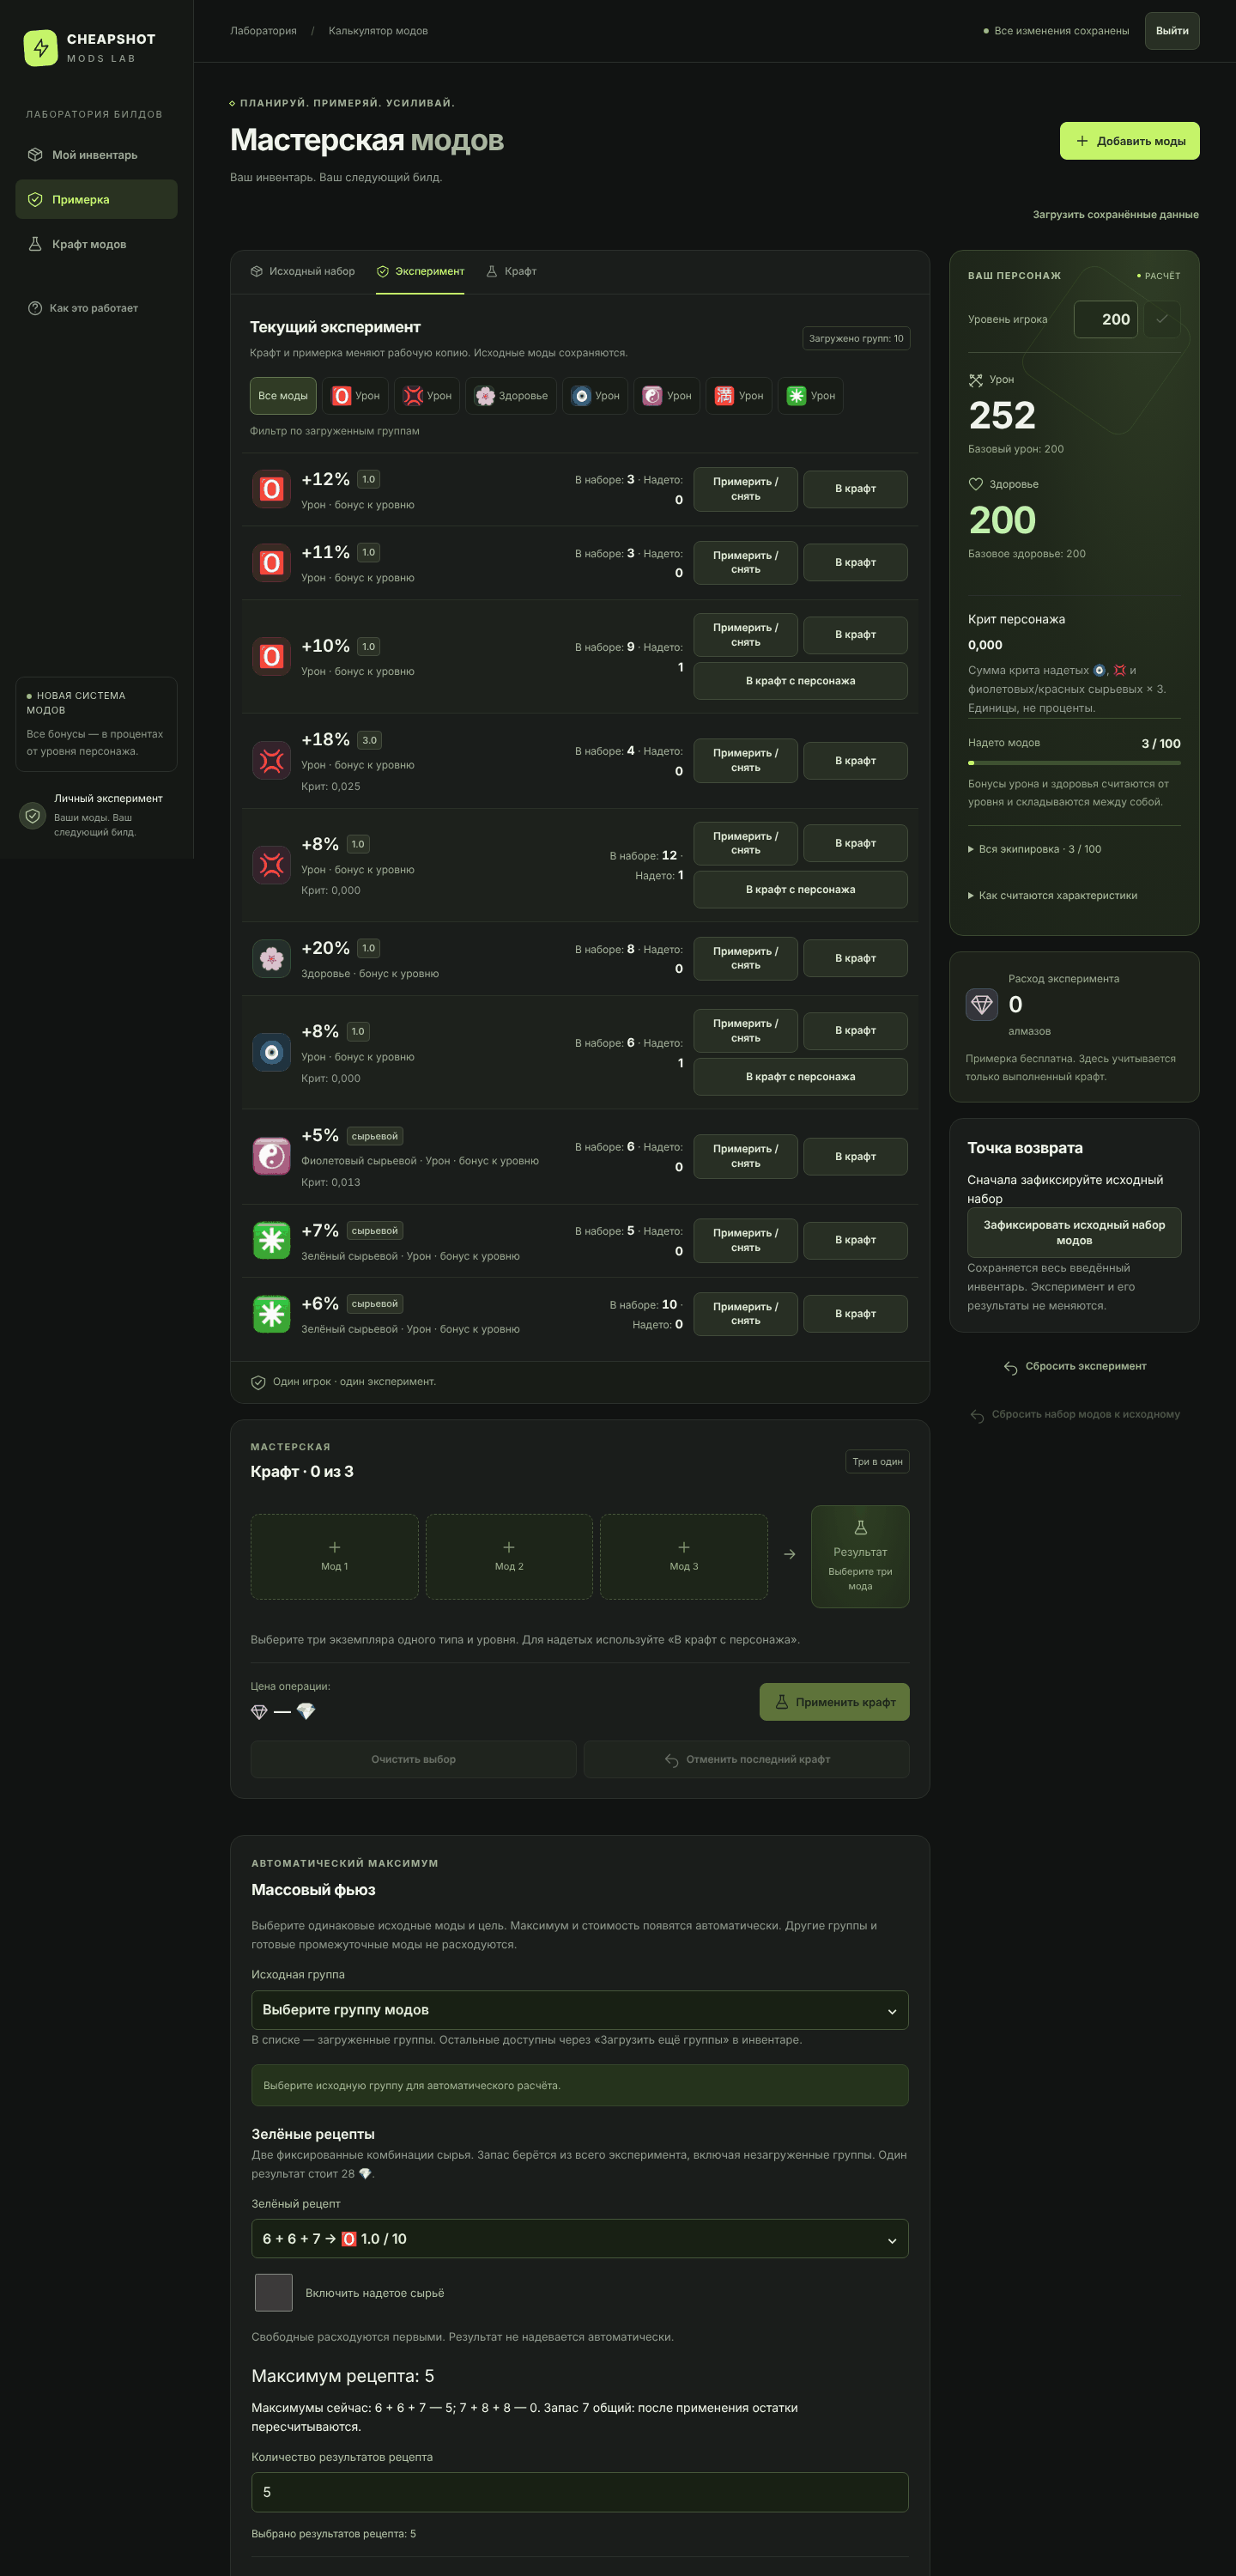 CHEAPSHOT
MODS LAB
ЛАБОРАТОРИЯ БИЛДОВ
Мой инвентарь
Примерка
Крафт модов
Как это работает
НОВАЯ СИСТЕМА
МОДОВ
Все бонусы — в процентах
от уровня персонажа.
Личный эксперимент
Ваши моды. Ваш
следующий билд.
Лаборатория / Калькулятор модов
Все изменения сохранены
Выйти
ПЛАНИРУЙ. ПРИМЕРЯЙ. УСИЛИВАЙ.
Мастерская модов
Ваш инвентарь. Ваш следующий билд.
Добавить моды
Загрузить сохранённые данные
Исходный набор
Эксперимент
Крафт
Текущий эксперимент
Крафт и примерка меняют рабочую копию. Исходные моды сохраняются.
Загружено групп: 10
Все моды
Урон
Урон
Здоровье
Урон
Урон
満 Урон
Урон
Фильтр по загруженным группам
+12% 1.0
Урон · бонус к уровню
В наборе: 3 · Надето:
0
Примерить /
снять
В крафт
+11% 1.0
Урон · бонус к уровню
В наборе: 3 · Надето:
0
Примерить /
снять
В крафт
+10% 1.0
Урон · бонус к уровню
В наборе: 9 · Надето:
1
Примерить /
снять
В крафт
В крафт с персонажа
+18% 3.0
Урон · бонус к уровню
Крит: 0,025
В наборе: 4 · Надето:
0
Примерить /
снять
В крафт
+8% 1.0
Урон · бонус к уровню
Крит: 0,000
В наборе: 12 ·
Надето: 1
Примерить /
снять
В крафт
В крафт с персонажа
+20% 1.0
Здоровье · бонус к уровню
В наборе: 8 · Надето:
0
Примерить /
снять
В крафт
+8% 1.0
Урон · бонус к уровню
Крит: 0,000
В наборе: 6 · Надето:
1
Примерить /
снять
В крафт
В крафт с персонажа
+5% сырьевой
Фиолетовый сырьевой · Урон · бонус к уровню
Крит: 0,013
В наборе: 6 · Надето:
0
Примерить /
снять
В крафт
+7% сырьевой
Зелёный сырьевой · Урон · бонус к уровню
В наборе: 5 · Надето:
0
Примерить /
снять
В крафт
+6% сырьевой
Зелёный сырьевой · Урон · бонус к уровню
В наборе: 10 ·
Надето: 0
Примерить /
снять
В крафт
Один игрок · один эксперимент.
ВАШ ПЕРСОНАЖ
РАСЧЁТ
Уровень игрока
200
Урон
252
Базовый урон: 200
Здоровье
200
Базовое здоровье: 200
Крит персонажа
0,000
Сумма крита надетых 🧿, 💢 и
фиолетовых/красных сырьевых × 3.
Единицы, не проценты.
Надето модов
3 / 100
Бонусы урона и здоровья считаются от
уровня и складываются между собой.
Вся экипировка · 3 / 100
Как считаются характеристики
Расход эксперимента
0
алмазов
Примерка бесплатна. Здесь учитывается
только выполненный крафт.
Точка возврата
Сначала зафиксируйте исходный
набор
Зафиксировать исходный набор
модов
Сохраняется весь введённый
инвентарь. Эксперимент и его
результаты не меняются.
Сбросить эксперимент
Сбросить набор модов к исходному
МАСТЕРСКАЯ
Крафт · 0 из 3
Три в один
Мод 1
Мод 2
Мод 3
→
Результат
Выберите три
мода
Выберите три экземпляра одного типа и уровня. Для надетых используйте «В крафт с персонажа».
Цена операции:
— 💎
Применить крафт
Очистить выбор
Отменить последний крафт
АВТОМАТИЧЕСКИЙ МАКСИМУМ
Массовый фьюз
Выберите одинаковые исходные моды и цель. Максимум и стоимость появятся автоматически. Другие группы и
готовые промежуточные моды не расходуются.
Исходная группа
Выберите группу модов
В списке — загруженные группы. Остальные доступны через «Загрузить ещё группы» в инвентаре.
Выберите исходную группу для автоматического расчёта.
Зелёные рецепты
Две фиксированные комбинации сырья. Запас берётся из всего эксперимента, включая незагруженные группы. Один
результат стоит 28 💎.
Зелёный рецепт
6 + 6 + 7 → 🅾️ 1.0 / 10
Включить надетое сырьё
Свободные расходуются первыми. Результат не надевается автоматически.
Максимум рецепта: 5
Максимумы сейчас: 6 + 6 + 7 — 5; 7 + 8 + 8 — 0. Запас 7 общий: после применения остатки
пересчитываются.
Количество результатов рецепта
5
Выбрано результатов рецепта: 5